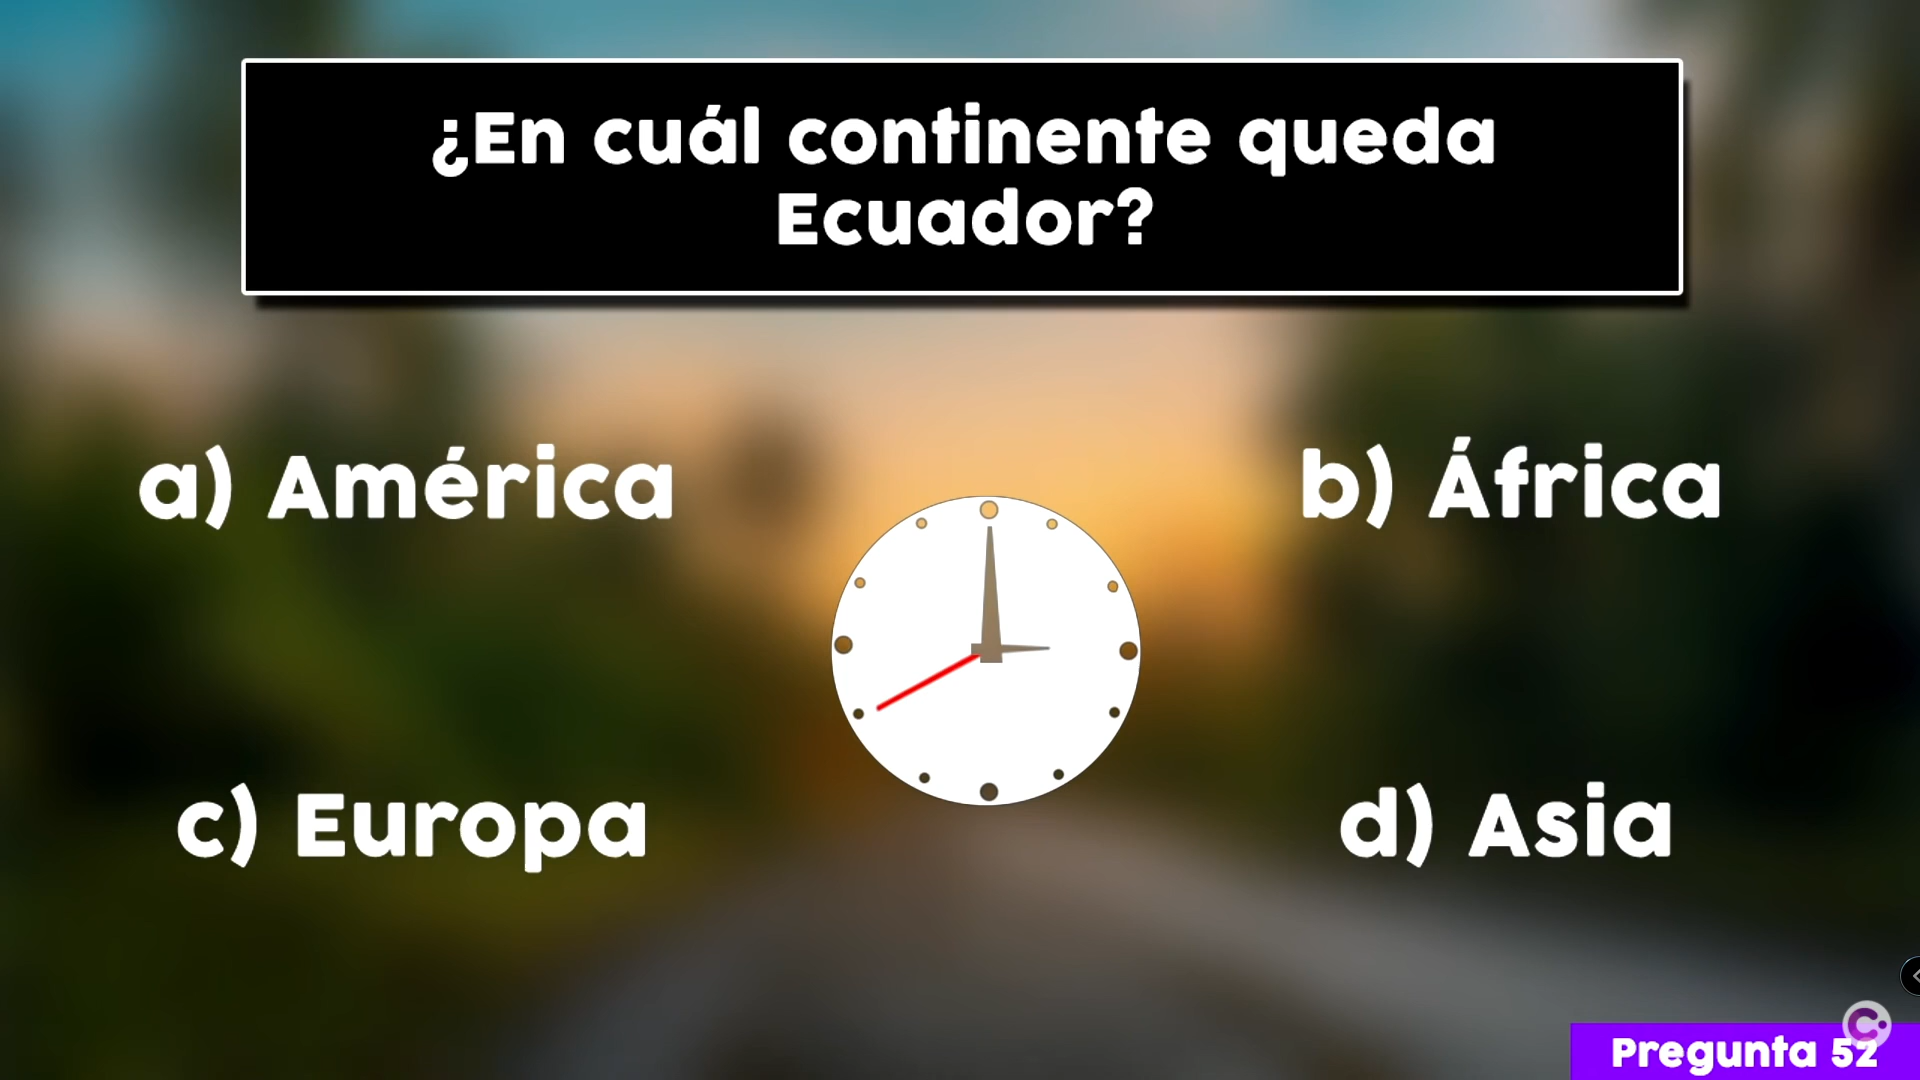 ¿En cuál continente queda
Ecuador?
a) América
b) África
c) Europa
d) Asia
Pregunta 52